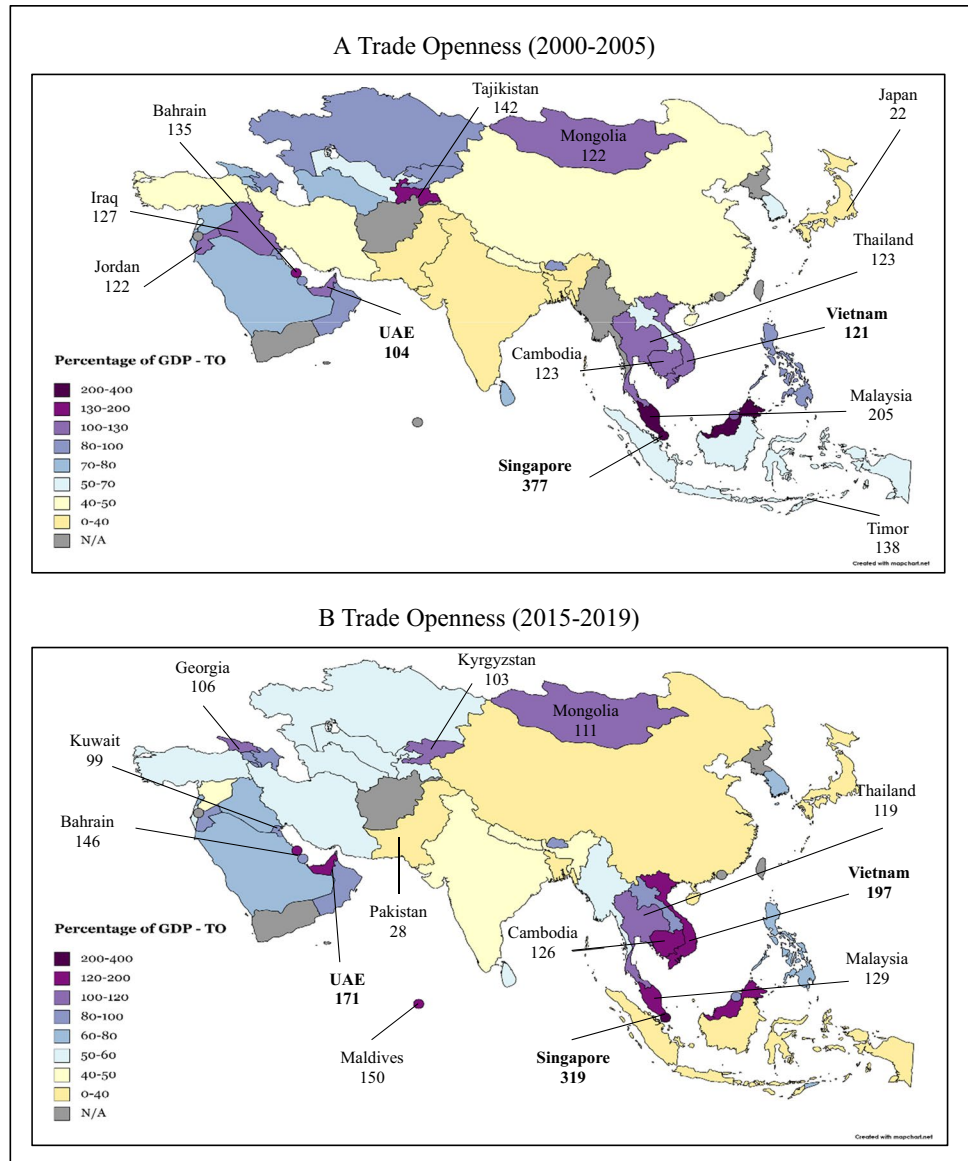 A Trade Openness (2000-2005)
Tajikistan
142
Bahrain
135
Japan
22
Mongolia
122
Iraq
127
Thailand
123
Jordan
122
UAE
104
Vietnam
121
Cambodia
123
Malaysia
205
Singapore
377
Timor
138
Percentage of GDP - TO
200-400
130-200
100-130
80-100
70-80
50-70
40-50
0-40
N/A
Created with mapchart.net
B Trade Openness (2015-2019)
Georgia
106
Kyrgyzstan
103
Mongolia
111
Kuwait
99
Thailand
119
Bahrain
146
Vietnam
197
Pakistan
28
Cambodia
126
Malaysia
129
UAE
171
Maldives
150
Singapore
319
Percentage of GDP - TO
200-400
120-200
100-120
80-100
60-80
50-60
40-50
0-40
N/A
Created with mapchart.net